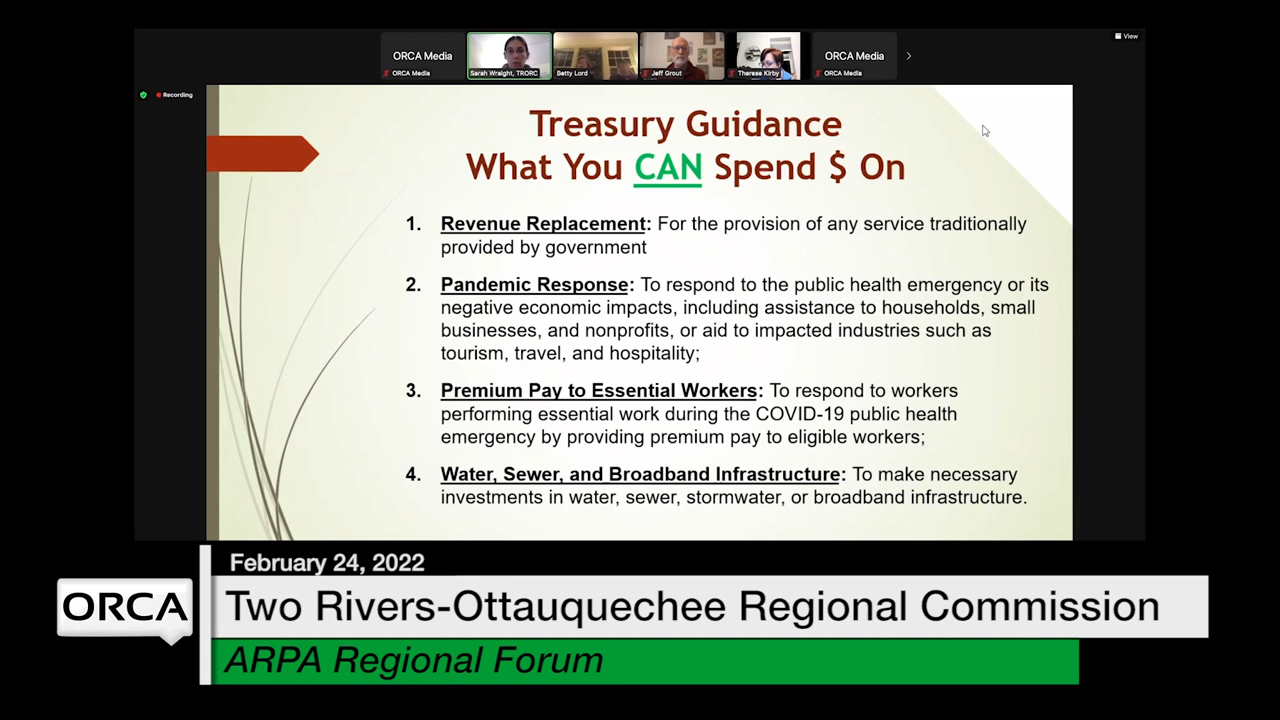 ORCA Media
ORCA Media
Sarah Wraight, TRORC
Betty Lord
Jeff Grout
Therese Kirby
ORCA Media
ORCA Media
View
Recording
Treasury Guidance
What You CAN Spend $ On
1. Revenue Replacement: For the provision of any service traditionally
provided by government
2. Pandemic Response: To respond to the public health emergency or its
negative economic impacts, including assistance to households, small
businesses, and nonprofits, or aid to impacted industries such as
tourism, travel, and hospitality;
3. Premium Pay to Essential Workers: To respond to workers
performing essential work during the COVID-19 public health
emergency by providing premium pay to eligible workers;
4. Water, Sewer, and Broadband Infrastructure: To make necessary
investments in water, sewer, stormwater, or broadband infrastructure.
February 24, 2022
ORCA
Two Rivers-Ottauquechee Regional Commission
ARPA Regional Forum